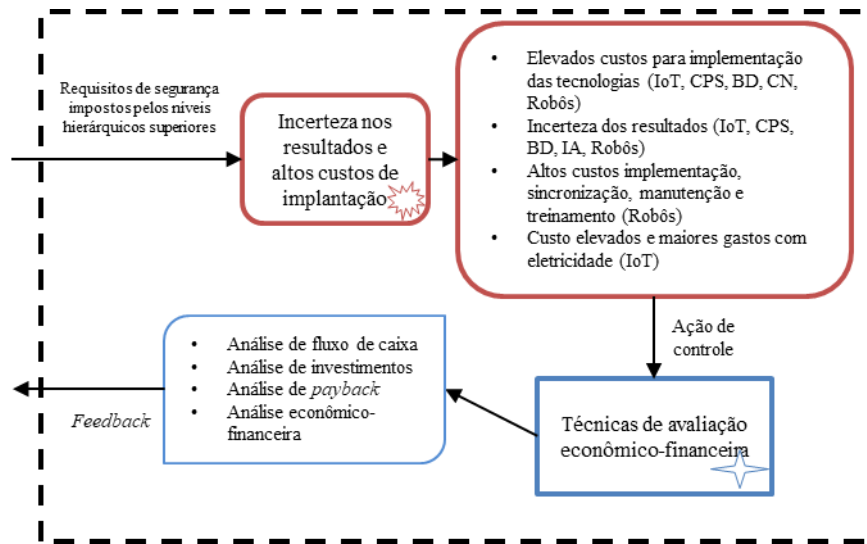 Requisitos de segurança
impostos pelos níveis
hierárquicos superiores
Incerteza nos
resultados e
altos custos de
implantação
• Elevados custos para implementação
das tecnologias (IoT, CPS, BD, CN,
Robôs)
• Incerteza dos resultados (IoT, CPS,
BD, IA, Robôs)
• Altos custos implementação,
sincronização, manutenção e
treinamento (Robôs)
• Custo elevados e maiores gastos com
eletricidade (IoT)
Ação de
controle
Técnicas de avaliação
econômico-financeira
• Análise de fluxo de caixa
• Análise de investimentos
• Análise de payback
• Análise econômico-
financeira
Feedback